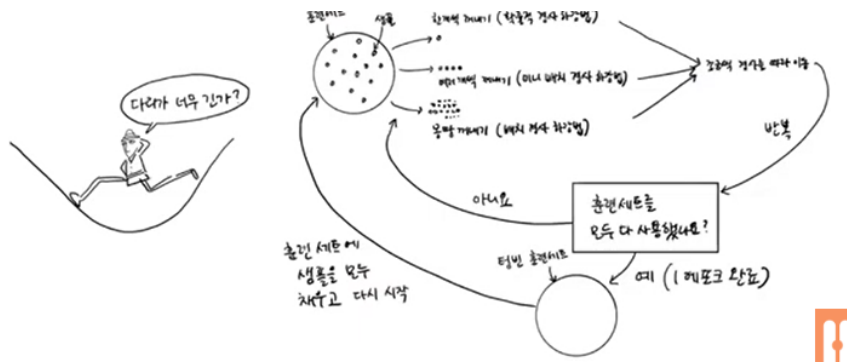 다리가 너무 긴가?
훈련세트
샘플
한개씩 꺼내기 (확률적 경사 하강법)
여러개씩 꺼내기 (미니 배치 경사 하강법)
몽땅 꺼내기 (배치 경사 하강법)
조금씩 경사를 따라 이동
반복
훈련세트를
모두 다 사용했나요?
아니요
예 (1 에포크 완료)
텅빈 훈련세트
훈련 세트에
샘플을 모두
채우고 다시 시작